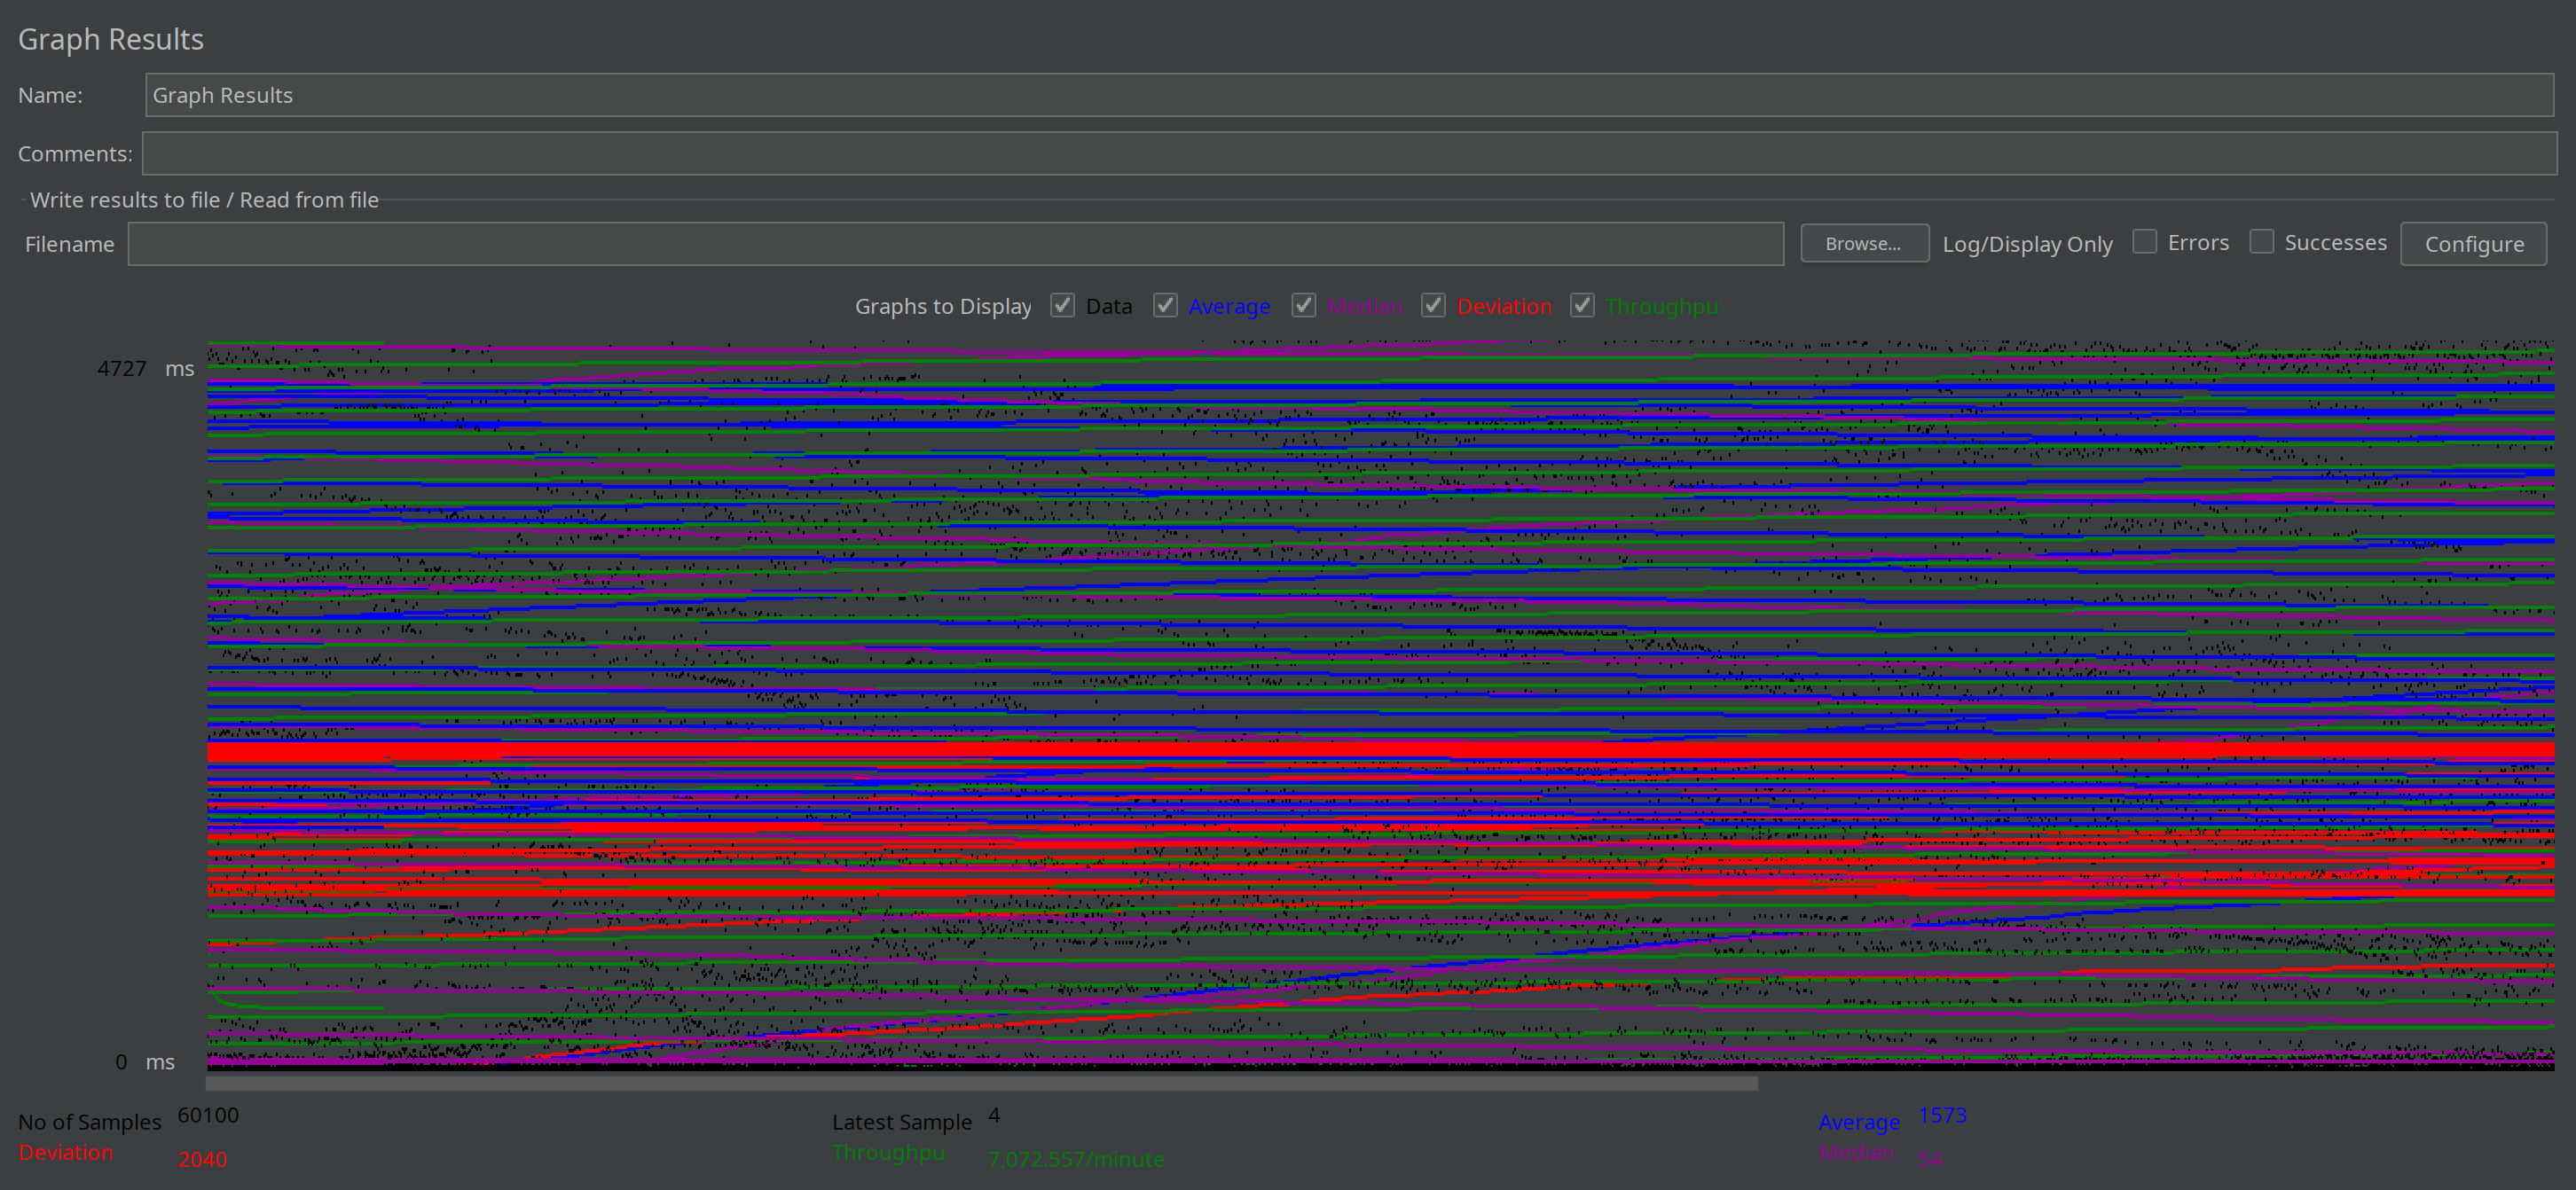 Graph Results
Name: Graph Results
Comments:
Write results to file / Read from file
Filename Browse... Log/Display Only Errors Successes Configure
Graphs to Display Data Average Median Deviation Throughpu
4727 ms
0 ms
No of Samples 60100 Latest Sample 4 Average 1573
Deviation 2040 Throughpu 7,072.557/minute Median 54